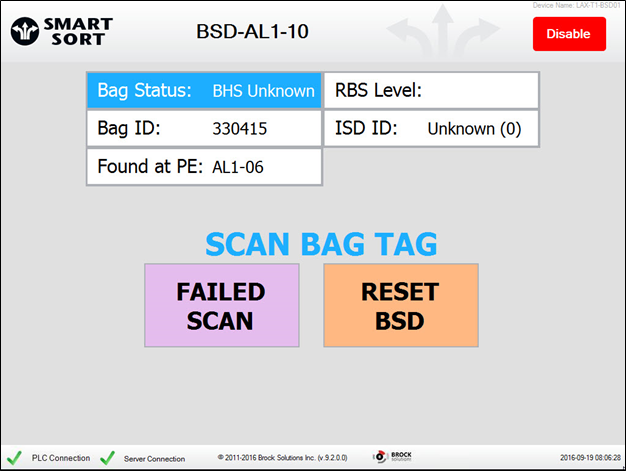 Device Name: LAX-T1-BSD01
SMART
SORT
BSD-AL1-10
Disable
Bag Status: BHS Unknown
RBS Level:
Bag ID: 330415
ISD ID: Unknown (0)
Found at PE: AL1-06
SCAN BAG TAG
FAILED
SCAN
RESET
BSD
PLC Connection
Server Connection
© 2011-2016 Brock Solutions Inc. (v.9.2.0.0)
BROCK
solutions
2016-09-19 08:06:28